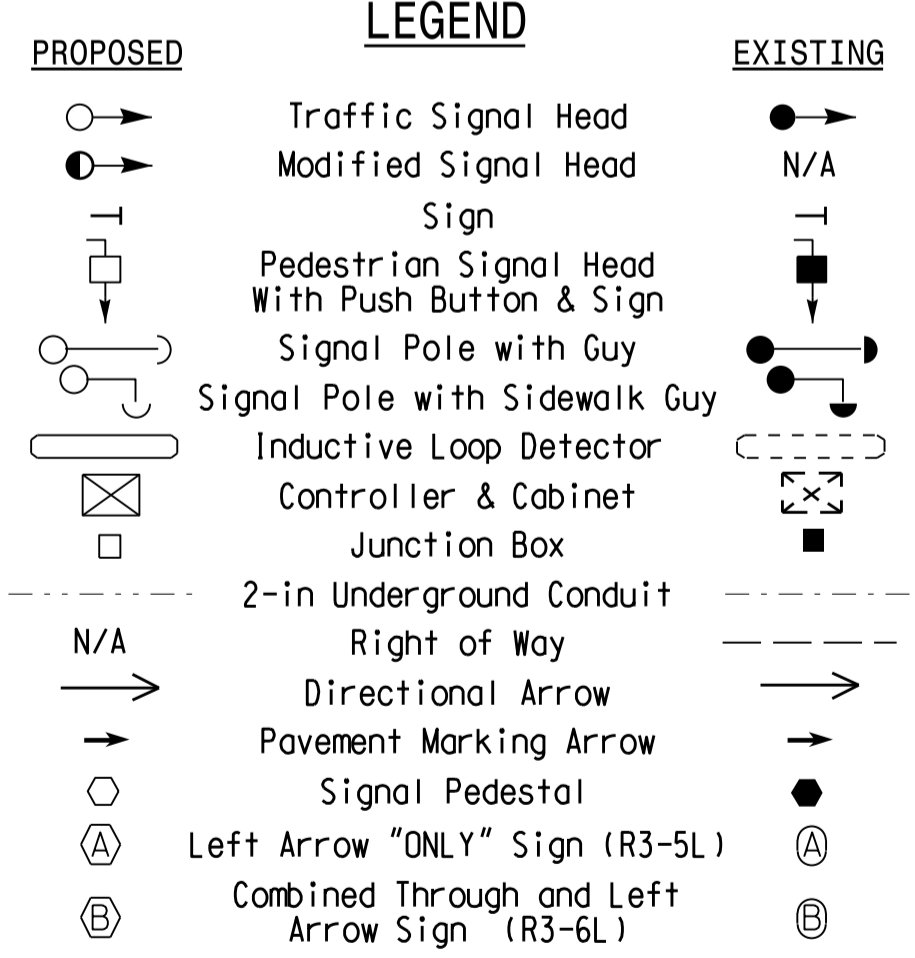 LEGEND
PROPOSED EXISTING
Traffic Signal Head
Modified Signal Head N/A
Sign
Pedestrian Signal Head
With Push Button & Sign
Signal Pole with Guy
Signal Pole with Sidewalk Guy
Inductive Loop Detector
Controller & Cabinet
Junction Box
2-in Underground Conduit
N/A Right of Way
Directional Arrow
Pavement Marking Arrow
Signal Pedestal
A Left Arrow "ONLY" Sign (R3-5L) A
Combined Through and Left
B Arrow Sign (R3-6L) B